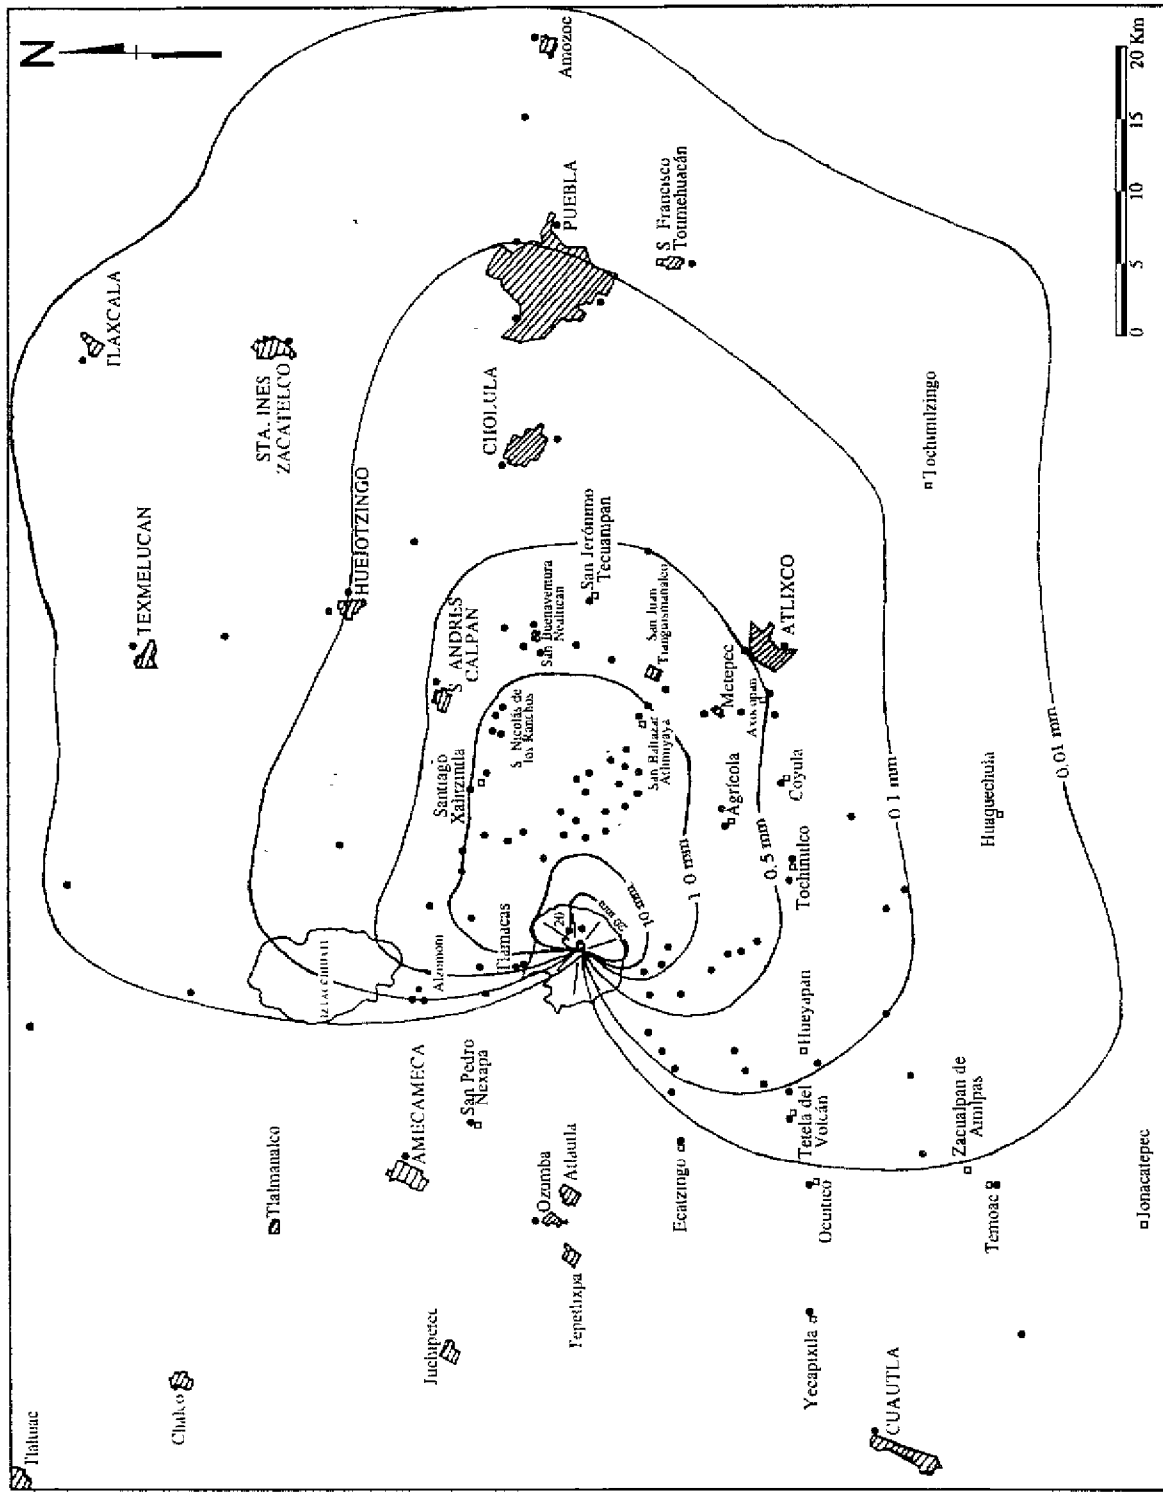 N
Amozoc
20 Km
15
10
5
0
PUEBLA
S Francisco
Totimehuacán
TLAXCALA
STA. INES
ZACATELCO
CHOLULA
Tochimilzingo
TEXMELUCAN
HUEJOTZINGO
S ANDRES
CALPAN
San Buenaventura
Nealtican
San Jerónimo
Tecuanipan
San Juan
Tianguismanalco
ATLIXCO
Metepec
Axocopan
S Nicolás de
los Ranchos
San Baltazar
Atlimeyaya
Santiago
Xalitzintla
Agrícola
Coyula
Huaquechula
Tochimilco
0.01 mm
0 1 mm
0.5 mm
1 0 mm
10 mm
20
Tlamacas
IZTACCIHUATL
Alzomoni
Hueyapan
AMECAMECA
San Pedro
Nexapa
Tetela del
Volcán
Zacualpan de
Amilpas
Tlalmanalco
Ozumba
Atlautla
Ecatzingo
Ocuituco
Temoac
Jonacatepec
Tepetlixpa
Juchitepec
Yecapixtla
Chalco
CUAUTLA
Tlahuac